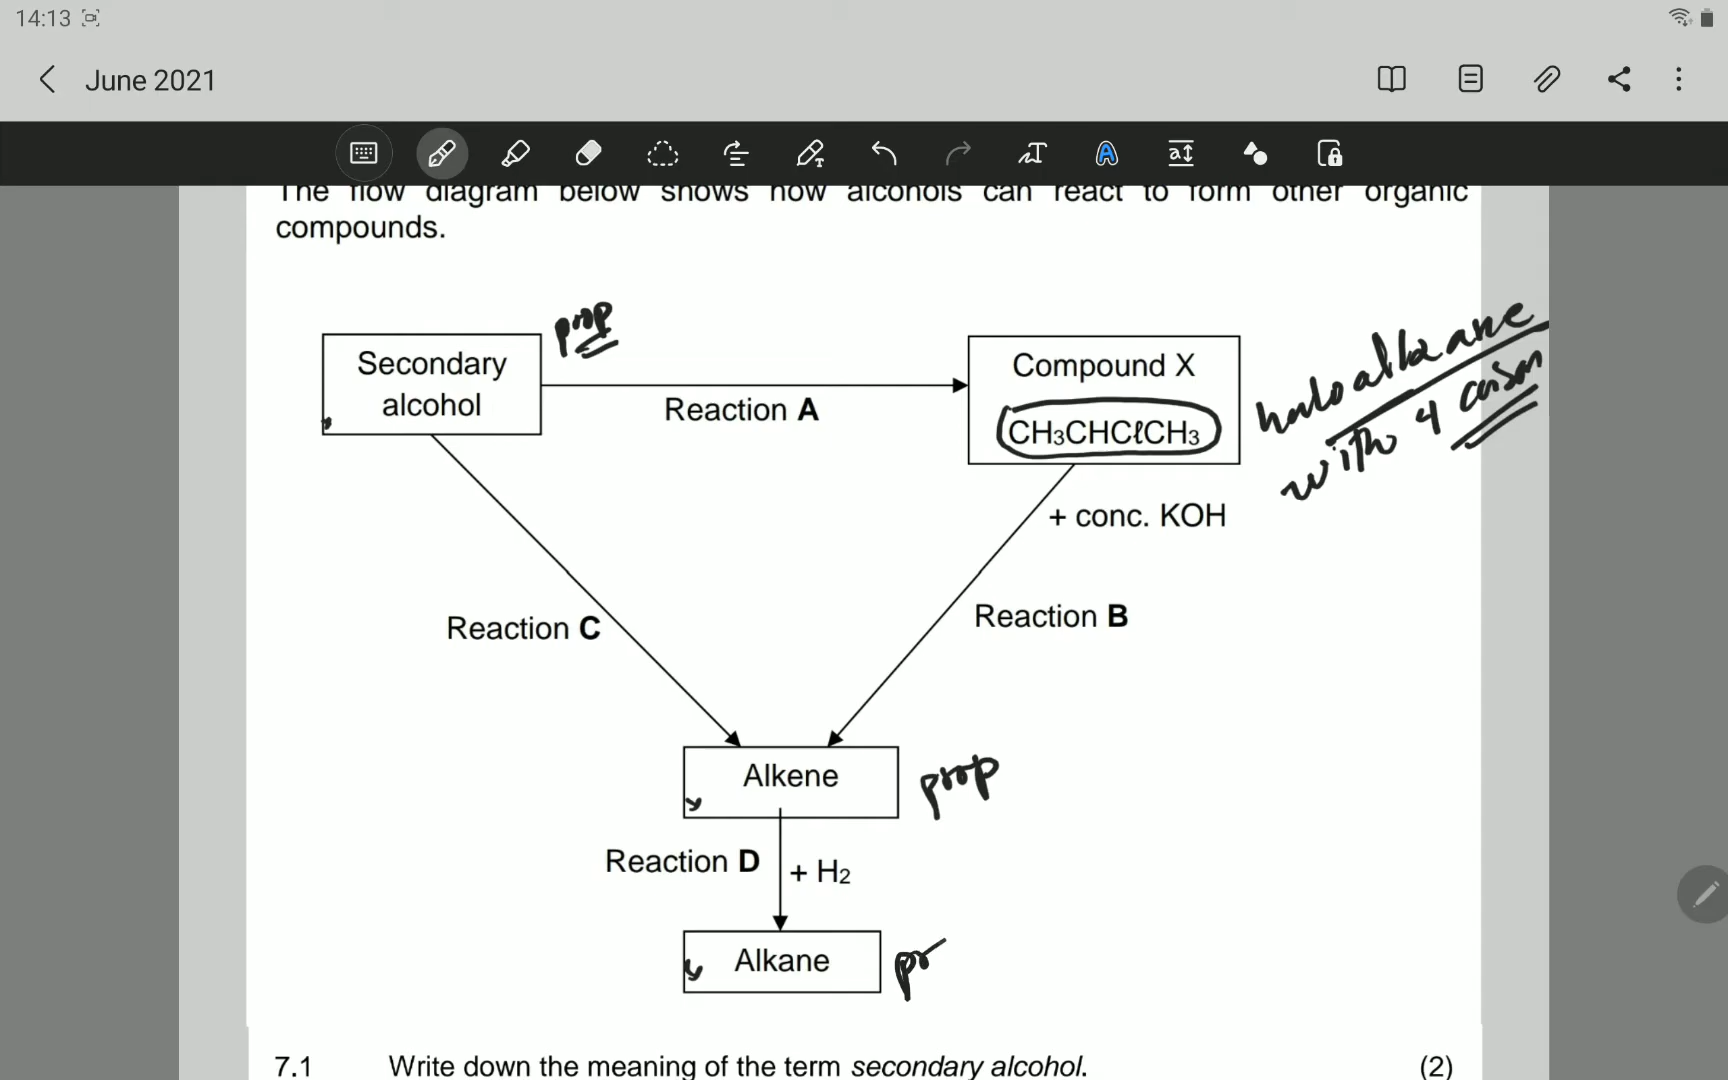 14:13
June 2021
The flow diagram below shows how alcohols can react to form other organic
compounds.
prop
Secondary
alcohol
Reaction A
Compound X
CH₃CHCℓCH₃
haloalkane
with 4
+ conc. KOH
Reaction C
Reaction B
Alkene
prop
Reaction D
+ H₂
Alkane
pr
7.1 Write down the meaning of the term secondary alcohol. (2)